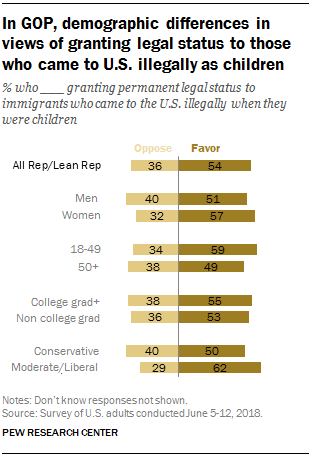 In GOP, demographic differences in
views of granting legal status to those
who came to U.S. illegally as children
% who ___ granting permanent legal status to
immigrants who came to the U.S. illegally when they
were children
Oppose Favor
All Rep/Lean Rep 36 54
Men 40 51
Women 32 57
18-49 34 59
50+ 38 49
College grad+ 38 55
Non college grad 36 53
Conservative 40 50
Moderate/Liberal 29 62
Notes: Don't know responses not shown.
Source: Survey of U.S. adults conducted June 5-12, 2018.
PEW RESEARCH CENTER